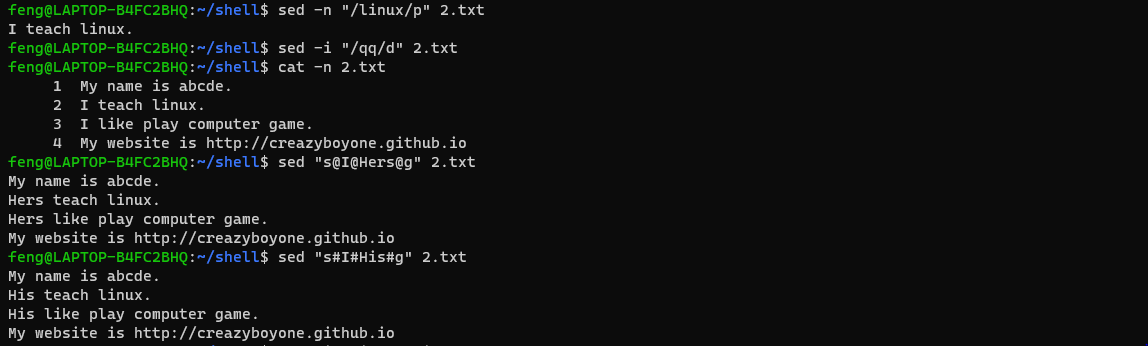 feng@LAPTOP-B4FC2BHQ:~/shell$ sed -n "/linux/p" 2.txt
I teach linux.
feng@LAPTOP-B4FC2BHQ:~/shell$ sed -i "/qq/d" 2.txt
feng@LAPTOP-B4FC2BHQ:~/shell$ cat -n 2.txt
     1  My name is abcde.
     2  I teach linux.
     3  I like play computer game.
     4  My website is http://creazyboyone.github.io
feng@LAPTOP-B4FC2BHQ:~/shell$ sed "s@I@Hers@g" 2.txt
My name is abcde.
Hers teach linux.
Hers like play computer game.
My website is http://creazyboyone.github.io
feng@LAPTOP-B4FC2BHQ:~/shell$ sed "s#I#His#g" 2.txt
My name is abcde.
His teach linux.
His like play computer game.
My website is http://creazyboyone.github.io